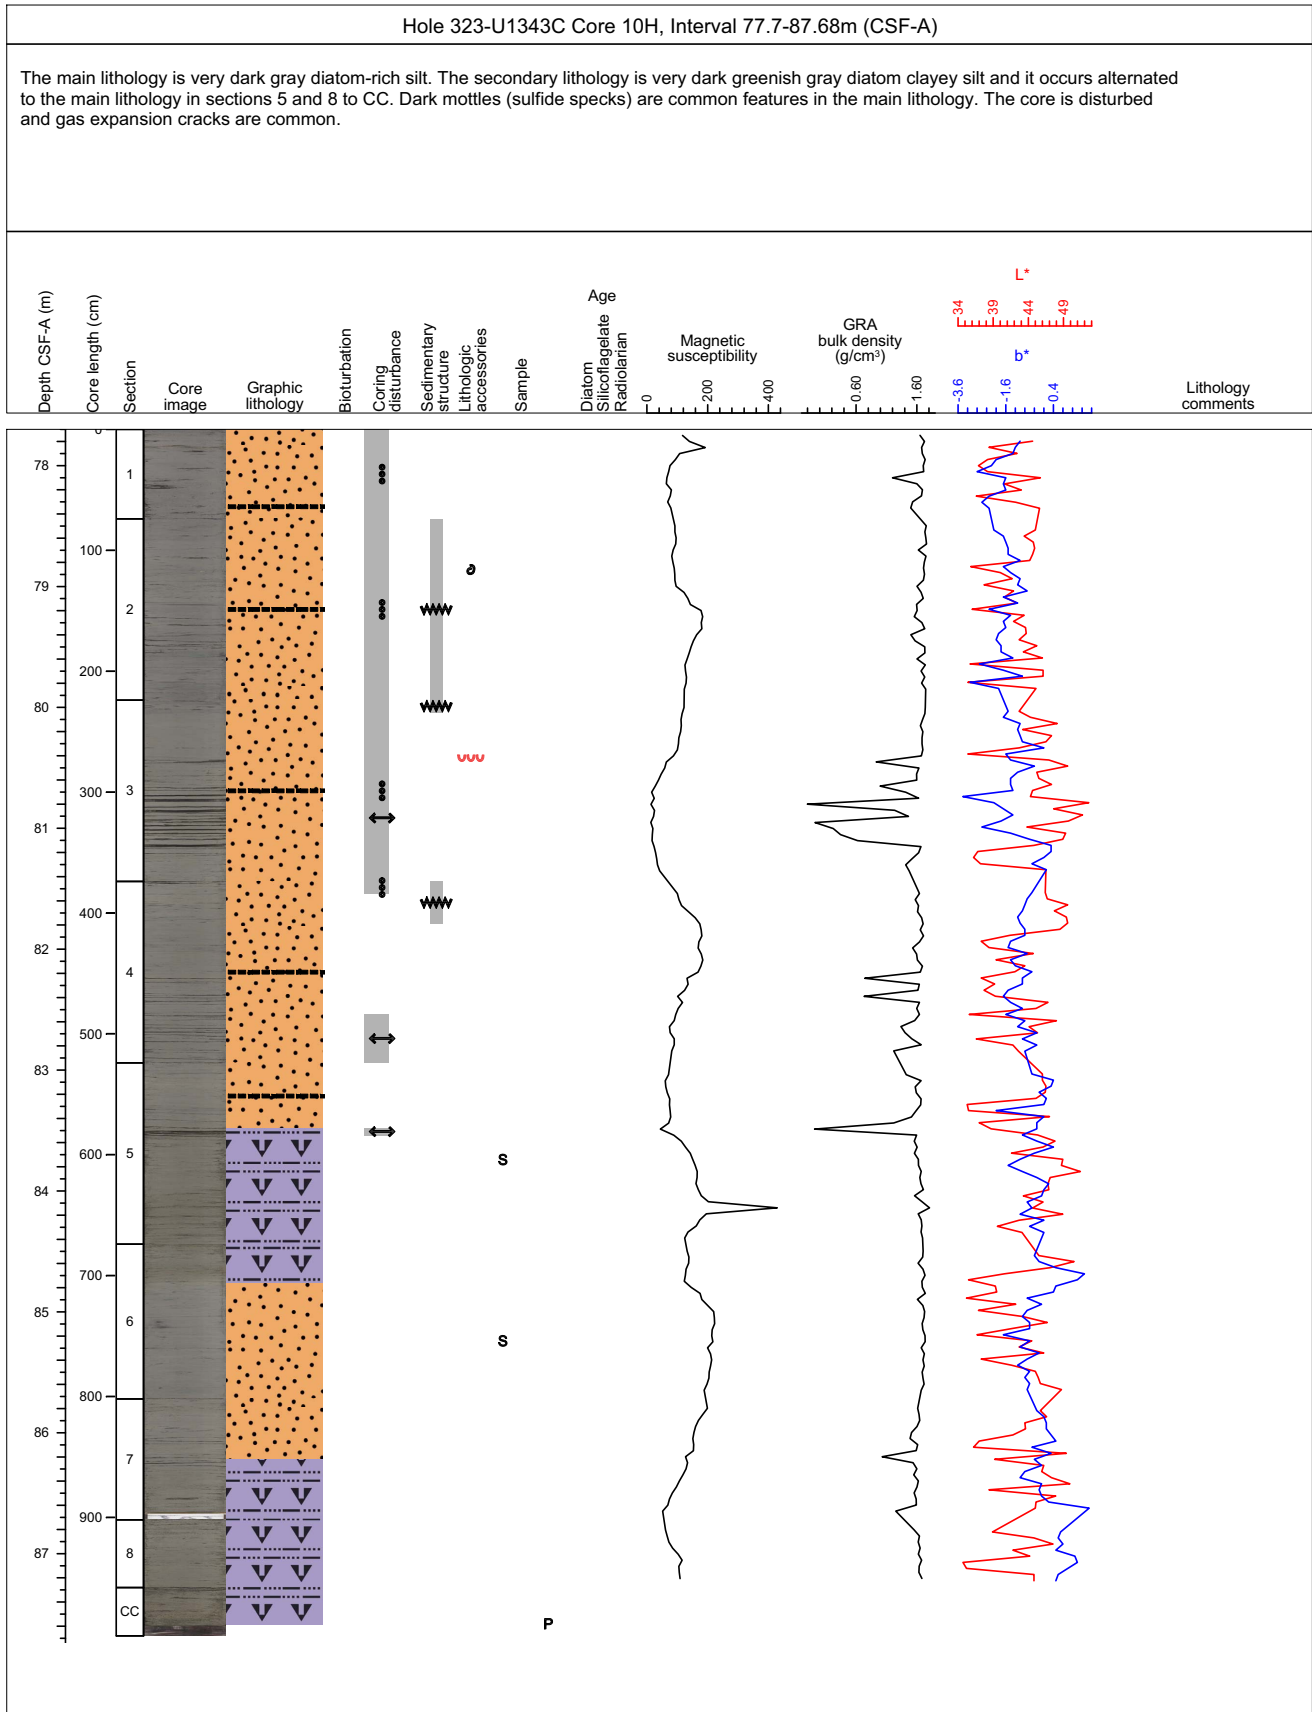 Hole 323-U1343C Core 10H, Interval 77.7-87.68m (CSF-A)
The main lithology is very dark gray diatom-rich silt. The secondary lithology is very dark greenish gray diatom clayey silt and it occurs alternated
to the main lithology in sections 5 and 8 to CC. Dark mottles (sulfide specks) are common features in the main lithology. The core is disturbed
and gas expansion cracks are common.
Depth CSF-A (m)
Core length (cm)
Section
Core
image
Graphic
lithology
Bioturbation
Coring
disturbance
Sedimentary
structure
Lithologic
accessories
Sample
Age
Diatom
Silicoflagelate
Radiolarian
Magnetic
susceptibility
0
200
400
GRA
bulk density
(g/cm³)
0.60
1.60
L*
34
39
44
49
b*
-3.6
-1.6
0.4
Lithology
comments
0
78
1
100
79
2
200
80
3
300
81
400
82
4
500
83
5
600
S
84
700
85
6
S
800
86
7
900
87
8
CC
P